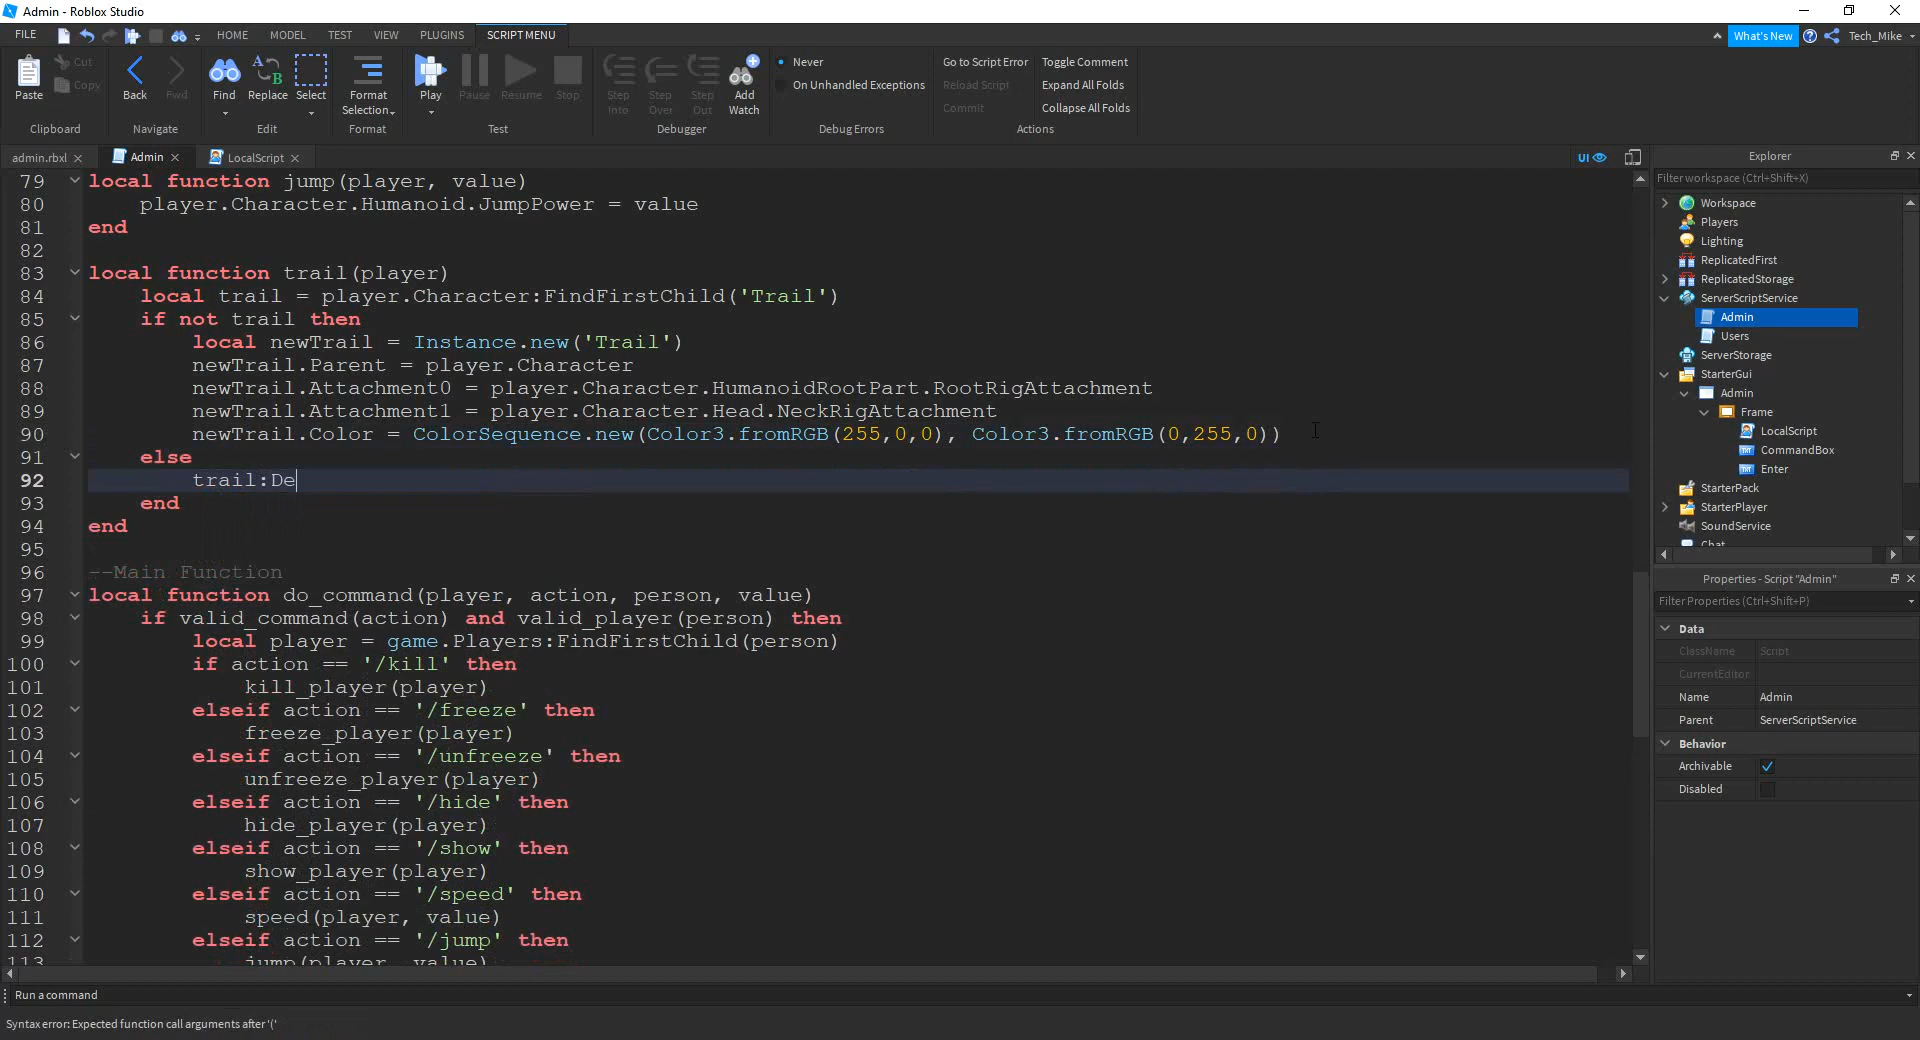 Admin - Roblox Studio
FILE HOME MODEL TEST VIEW PLUGINS SCRIPT MENU What's New Tech_Mike
Paste Cut Copy Back Fwd Find Replace Select Format Selection Play Pause Resume Stop Step Into Step Over Step Out Add Watch Never On Unhandled Exceptions Go to Script Error Reload Script Commit Toggle Comment Expand All Folds Collapse All Folds
Clipboard Navigate Edit Format Test Debugger Debug Errors Actions
admin.rbxl Admin LocalScript UI
79 local function jump(player, value)
80 player.Character.Humanoid.JumpPower = value
81 end
82
83 local function trail(player)
84 local trail = player.Character:FindFirstChild('Trail')
85 if not trail then
86 local newTrail = Instance.new('Trail')
87 newTrail.Parent = player.Character
88 newTrail.Attachment0 = player.Character.HumanoidRootPart.RootRigAttachment
89 newTrail.Attachment1 = player.Character.Head.NeckRigAttachment
90 newTrail.Color = ColorSequence.new(Color3.fromRGB(255,0,0), Color3.fromRGB(0,255,0))
91 else
92 trail:De
93 end
94 end
95
96 --Main Function
97 local function do_command(player, action, person, value)
98 if valid_command(action) and valid_player(person) then
99 local player = game.Players:FindFirstChild(person)
100 if action == '/kill' then
101 kill_player(player)
102 elseif action == '/freeze' then
103 freeze_player(player)
104 elseif action == '/unfreeze' then
105 unfreeze_player(player)
106 elseif action == '/hide' then
107 hide_player(player)
108 elseif action == '/show' then
109 show_player(player)
110 elseif action == '/speed' then
111 speed(player, value)
112 elseif action == '/jump' then
113 jump(player, value)
Run a command
Syntax error: Expected function call arguments after '('
Explorer
Filter workspace (Ctrl+Shift+X)
Workspace
Players
Lighting
ReplicatedFirst
ReplicatedStorage
ServerScriptService
Admin
Users
ServerStorage
StarterGui
Admin
Frame
LocalScript
CommandBox
Enter
StarterPack
StarterPlayer
SoundService
Chat
Properties - Script "Admin"
Filter Properties (Ctrl+Shift+P)
Data
ClassName Script
CurrentEditor
Name Admin
Parent ServerScriptService
Behavior
Archivable
Disabled